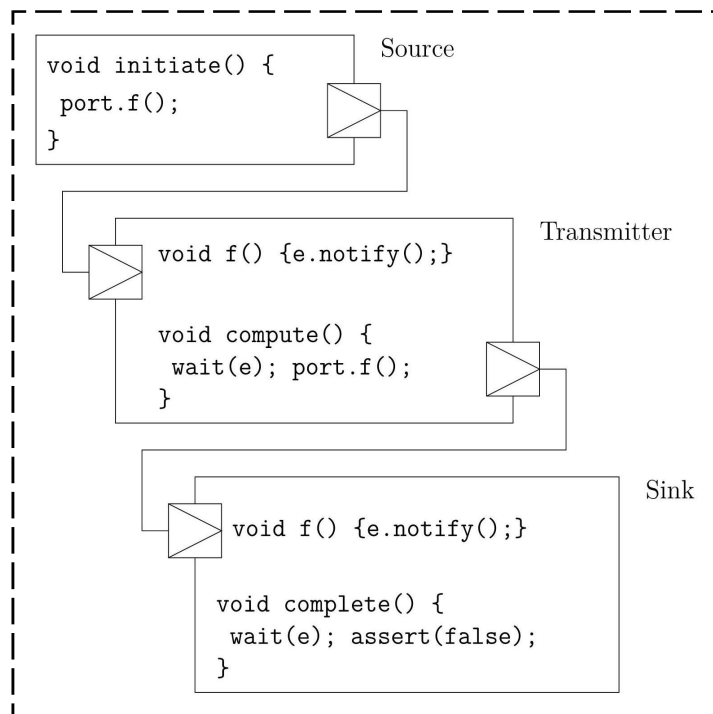 Source
void initiate() {
port.f();
}
Transmitter
void f() {e.notify();}
void compute() {
wait(e); port.f();
}
Sink
void f() {e.notify();}
void complete() {
wait(e); assert(false);
}